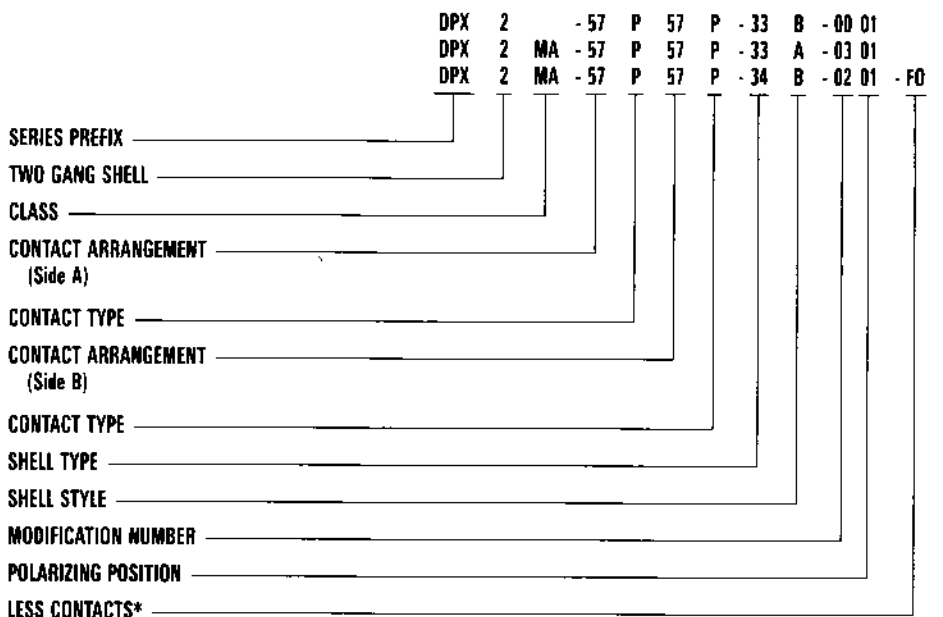 DPX 2 - 57 P 57 P - 33 B - 00 01
DPX 2 MA - 57 P 57 P - 33 A - 03 01
DPX 2 MA - 57 P 57 P - 34 B - 02 01 - F0
SERIES PREFIX
TWO GANG SHELL
CLASS
CONTACT ARRANGEMENT
(Side A)
CONTACT TYPE
CONTACT ARRANGEMENT
(Side B)
CONTACT TYPE
SHELL TYPE
SHELL STYLE
MODIFICATION NUMBER
POLARIZING POSITION
LESS CONTACTS*